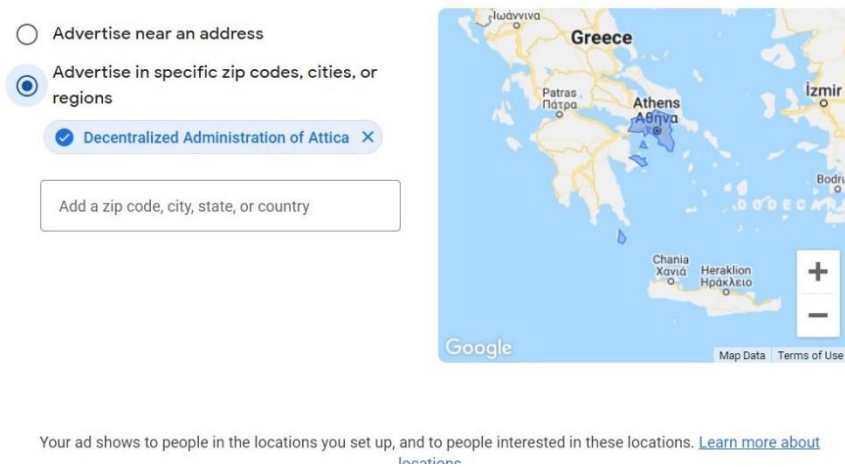 Advertise near an address
Advertise in specific zip codes, cities, or
regions
Decentralized Administration of Attica
Add a zip code, city, state, or country
Ιωάννινα
Greece
Patras
Πάτρα
Athens
Αθήνα
İzmir
Bodru
DODECAN
Chania
Χανιά
Heraklion
Ηράκλειο
+
−
Google
Map Data Terms of Use
Your ad shows to people in the locations you set up, and to people interested in these locations. Learn more about
locations